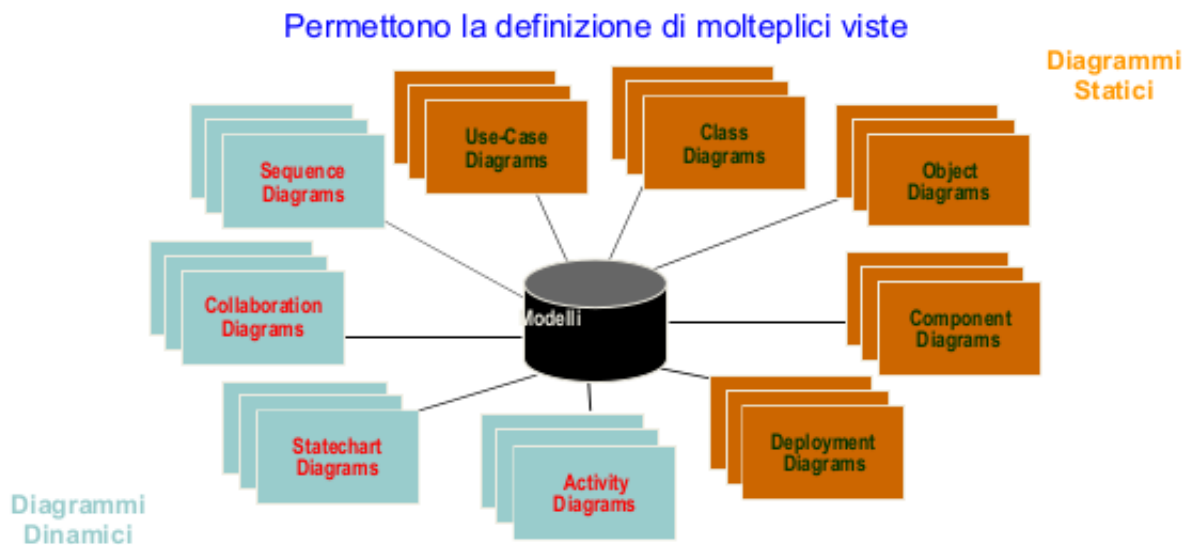 Permettono la definizione di molteplici viste
Diagrammi
Statici
Use-Case
Diagrams
Class
Diagrams
Sequence
Diagrams
Object
Diagrams
Collaboration
Diagrams
Modelli
Component
Diagrams
Statechart
Diagrams
Activity
Diagrams
Deployment
Diagrams
Diagrammi
Dinamici